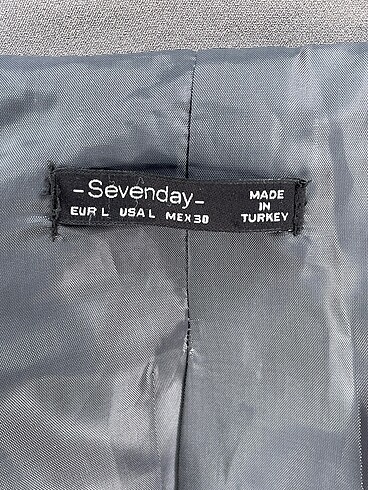 -Sevenday-
EUR L USA L MEX 30
MADE
IN
TURKEY